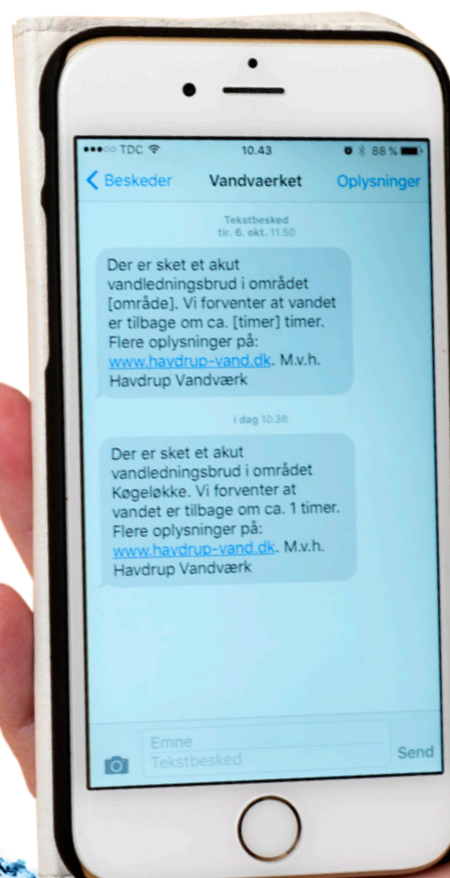 TDC 10.43 88 %
Beskeder Vandvaerket Oplysninger
Tekstbesked
tir. 6. okt. 11.50
Der er sket et akut
vandledningsbrud i området
[område]. Vi forventer at vandet
er tilbage om ca. [timer] timer.
Flere oplysninger på:
www.havdrup-vand.dk. M.v.h.
Havdrup Vandværk
i dag 10.36
Der er sket et akut
vandledningsbrud i området
Køgeløkke. Vi forventer at
vandet er tilbage om ca. 1 timer.
Flere oplysninger på:
www.havdrup-vand.dk. M.v.h.
Havdrup Vandværk
Emne
Tekstbesked Send